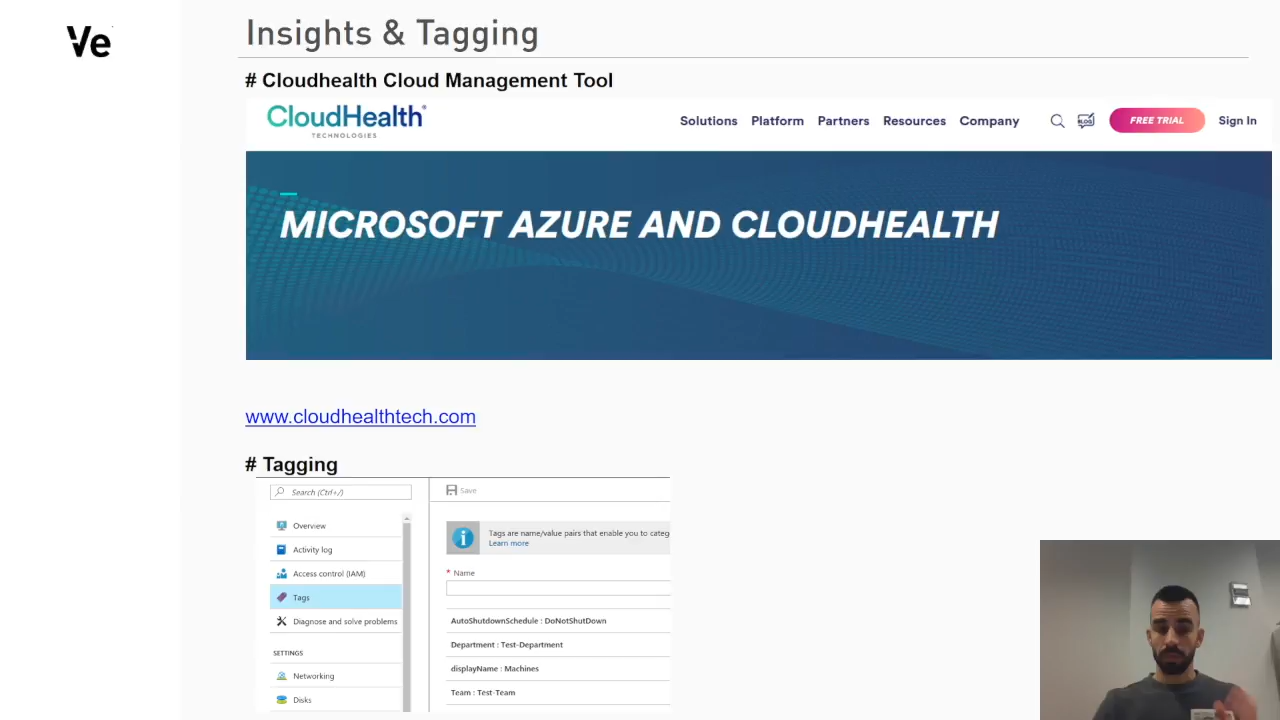 Ve
Insights & Tagging
# Cloudhealth Cloud Management Tool
CloudHealth®
TECHNOLOGIES
Solutions Platform Partners Resources Company BLOG FREE TRIAL Sign In
MICROSOFT AZURE AND CLOUDHEALTH
www.cloudhealthtech.com
# Tagging
Search (Ctrl+/)
Overview
Activity log
Access control (IAM)
Tags
Diagnose and solve problems
SETTINGS
Networking
Disks
Save
Tags are name/value pairs that enable you to categ
Learn more
* Name
AutoShutdownSchedule : DoNotShutDown
Department : Test-Department
displayName : Machines
Team : Test-Team